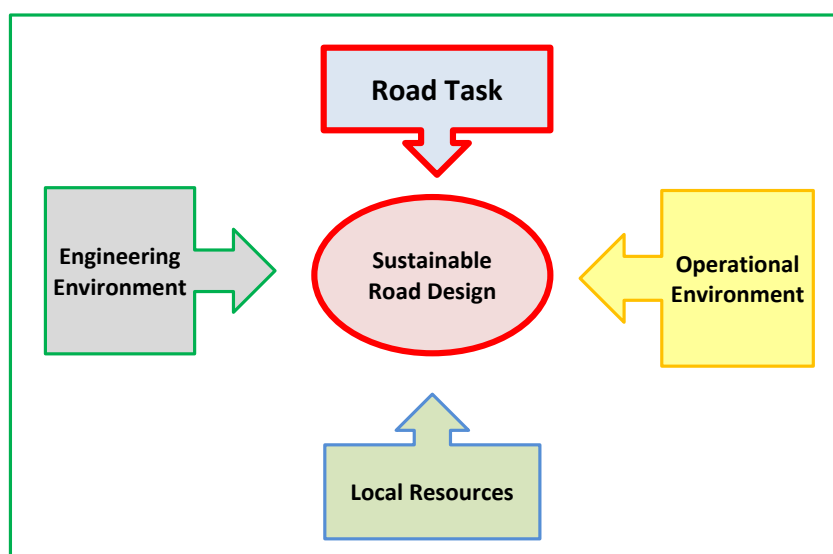 Road Task
Engineering
Environment
Sustainable
Road Design
Operational
Environment
Local Resources